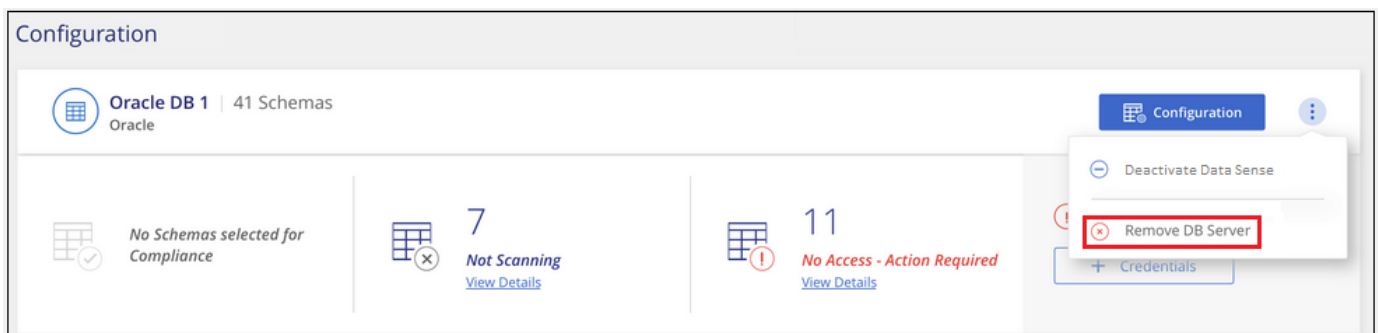 Configuration
Oracle DB 1 | 41 Schemas
Oracle
Configuration
Deactivate Data Sense
Remove DB Server
No Schemas selected for
Compliance
7
Not Scanning
View Details
11
No Access - Action Required
View Details
+ Credentials